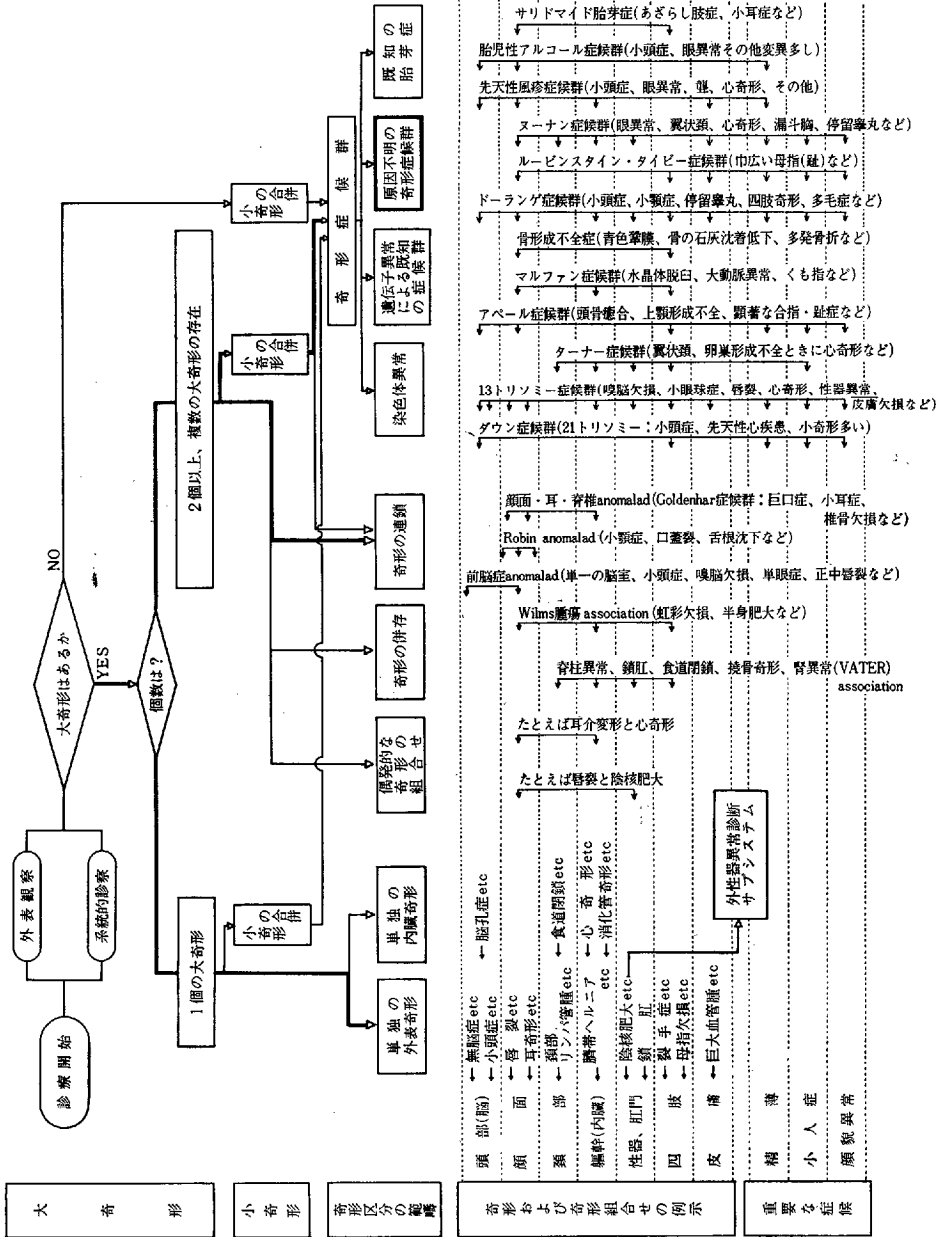 大奇形
小奇形
奇形区分の範疇
奇形および奇形組合せの例示
重要な症候
診療開始
外表観察
系統的診察
大奇形はあるか
NO
YES
個数は？
1個の大奇形
2個以上、複数の大奇形の存在
小奇形の合併
小奇形の合併
小奇形の合併
奇形症候群
単独の外表奇形
単独の内臓奇形
偶発的な奇形の組合せ
奇形の併存
奇形の連鎖
染色体異常
遺伝子異常による既知の症候群
原因不明の奇形症候群
既知の胎芽症
頭部(脳)
顔面
頚部
軀幹(内臓)
性器、肛門
四肢
皮膚
精薄
小人症
顔貌異常
無脳症etc
小頭症etc
脳孔症etc
唇裂etc
耳奇形etc
頚部リンパ管腫etc
食道閉鎖etc
臍帯ヘルニアetc
心奇形etc
消化管奇形etc
陰核肥大etc
鎖肛
裂手症etc
母指欠損etc
巨大血管腫etc
外性器異常診断サブシステム
サリドマイド胎芽症(あざらし肢症、小耳症など)
胎児性アルコール症候群(小頭症、眼異常その他変異多し)
先天性風疹症候群(小頭症、眼異常、聾、心奇形、その他)
ヌーナン症候群(眼異常、翼状頚、心奇形、漏斗胸、停留睾丸など)
ルービンスタイン・タイビー症候群(巾広い母指(趾)など)
ドーランゲ症候群(小頭症、小顎症、停留睾丸、四肢奇形、多毛症など)
骨形成不全症(青色鞏膜、骨の石灰沈着低下、多発骨折など)
マルファン症候群(水晶体脱臼、大動脈異常、くも指など)
アペール症候群(頭骨癒合、上顎形成不全、顕著な合指・趾症など)
ターナー症候群(翼状頚、卵巣形成不全ときに心奇形など)
13トリソミー症候群(嗅脳欠損、小眼球症、唇裂、心奇形、性器異常、
皮膚欠損など)
ダウン症候群(21トリソミー：小頭症、先天性心疾患、小奇形多い)
顔面・耳・脊椎anomalad(Goldenhar症候群：巨口症、小耳症、
椎骨欠損など)
Robin anomalad(小顎症、口蓋裂、舌根沈下など)
前脳症anomalad(単一の脳室、小頭症、嗅脳欠損、単眼症、正中唇裂など)
Wilms腫瘍 association(虹彩欠損、半身肥大など)
脊柱異常、鎖肛、食道閉鎖、撓骨奇形、腎異常(VATER)
association
たとえば耳介変形と心奇形
たとえば唇裂と陰核肥大